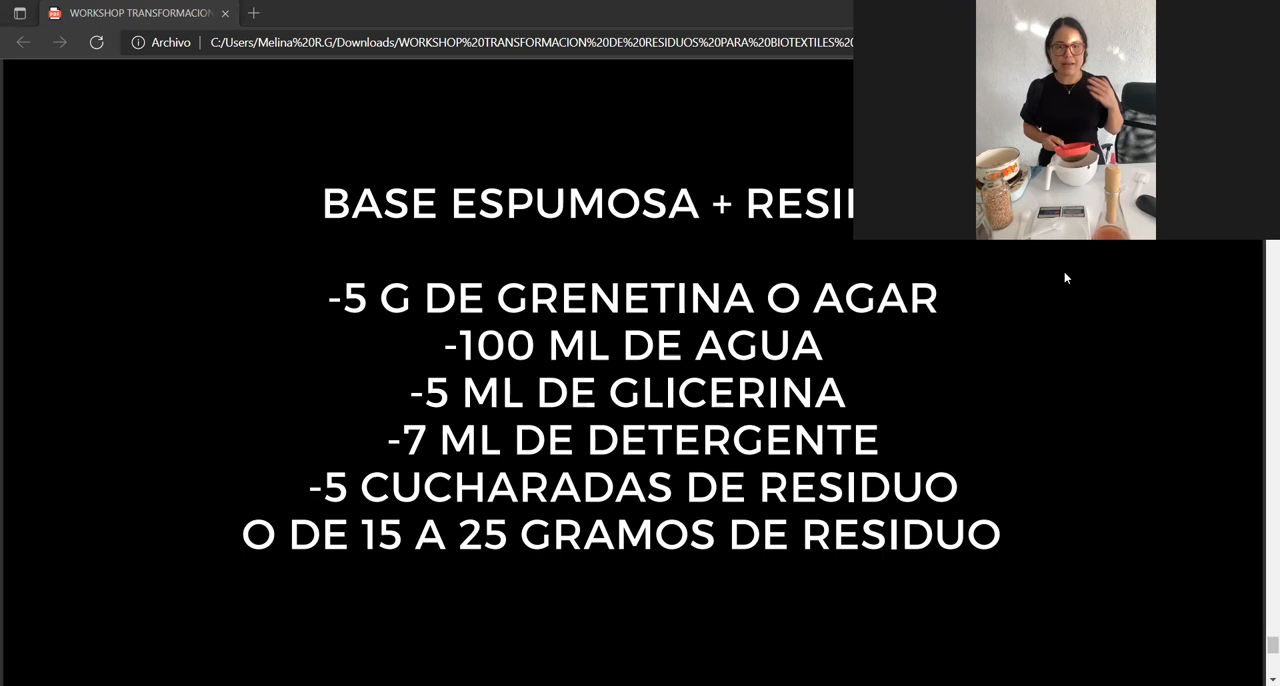 WORKSHOP TRANSFORMACION
Archivo
C:/Users/Melina%20R.G/Downloads/WORKSHOP%20TRANSFORMACION%20DE%20RESIDUOS%20PARA%20BIOTEXTILES%20
BASE ESPUMOSA + RESI
-5 G DE GRENETINA O AGAR
-100 ML DE AGUA
-5 ML DE GLICERINA
-7 ML DE DETERGENTE
-5 CUCHARADAS DE RESIDUO
O DE 15 A 25 GRAMOS DE RESIDUO